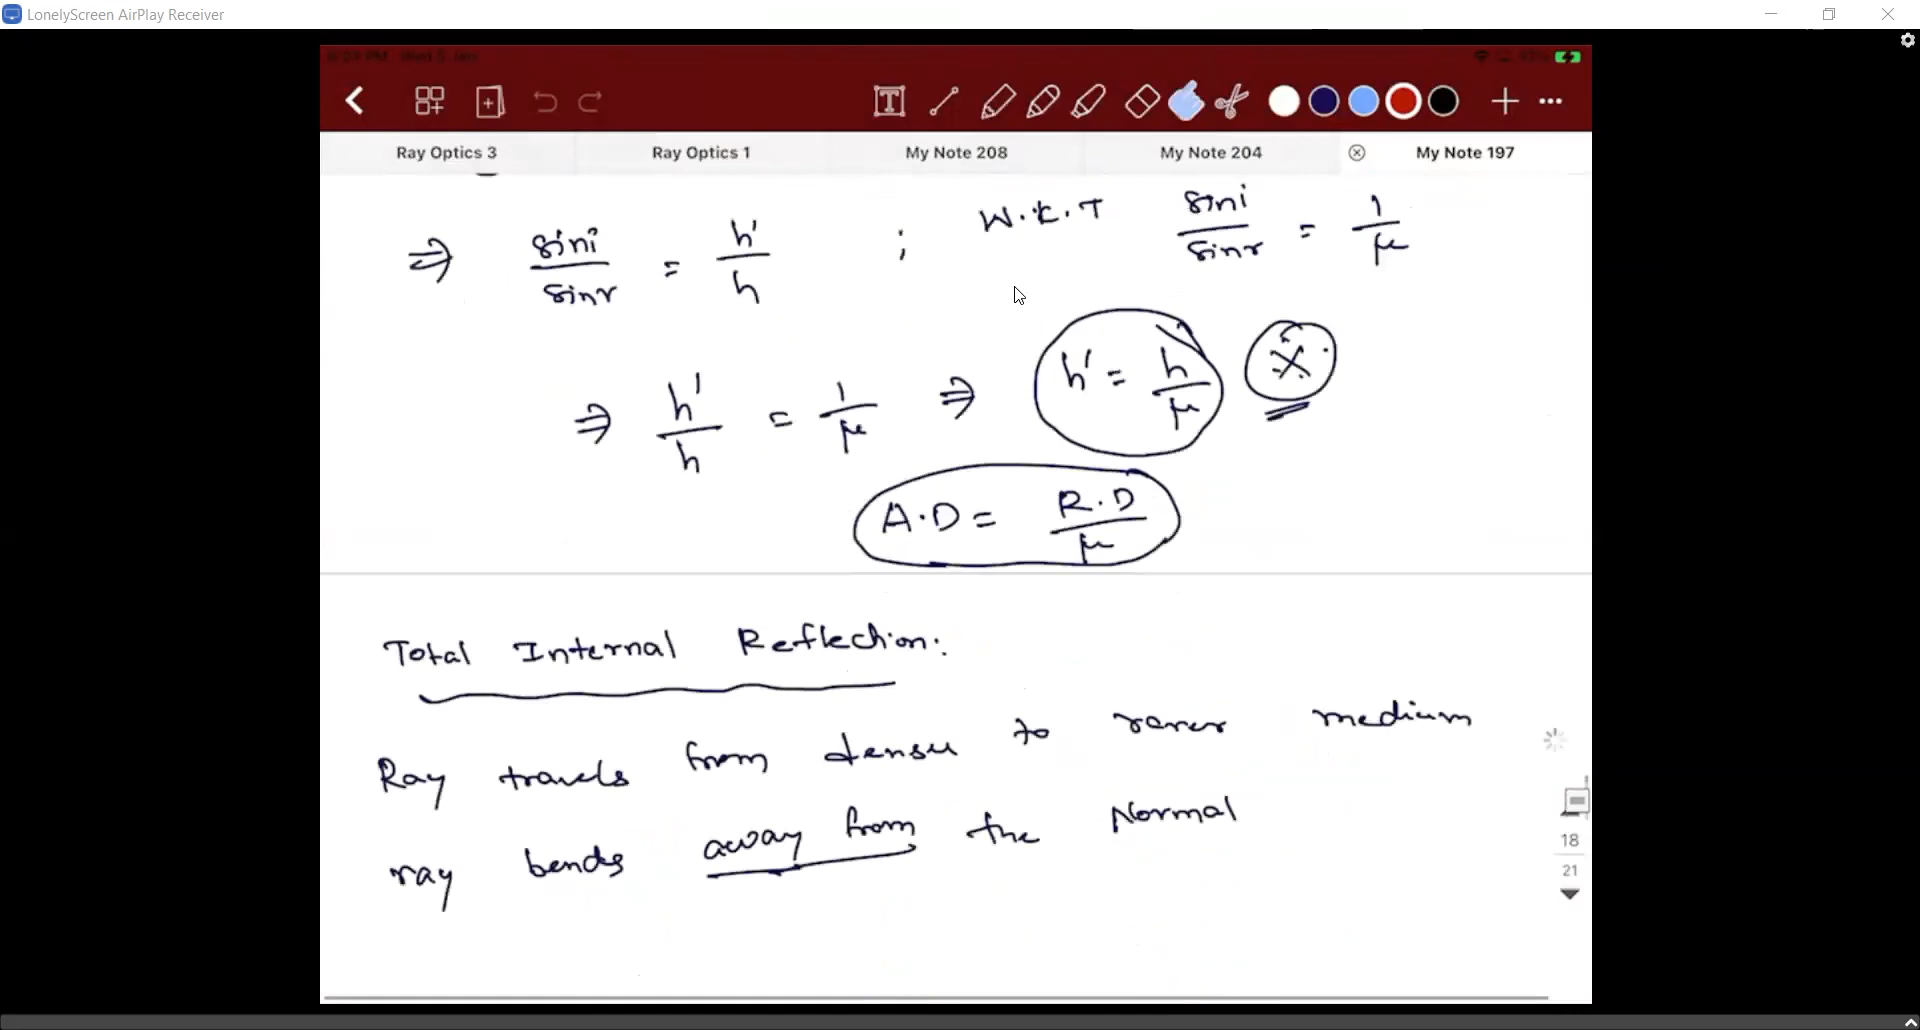 LonelyScreen AirPlay Receiver
Ray Optics 3 Ray Optics 1 My Note 208 My Note 204 My Note 197
⇒ sini/sinr = h'/h ; W.K.T sini/sinr = 1/μ
⇒ h'/h = 1/μ ⇒ h' = h/μ
A.D = R.D/μ
Total Internal Reflection:
Ray travels from denser to rarer medium
ray bends away from the Normal
18
21